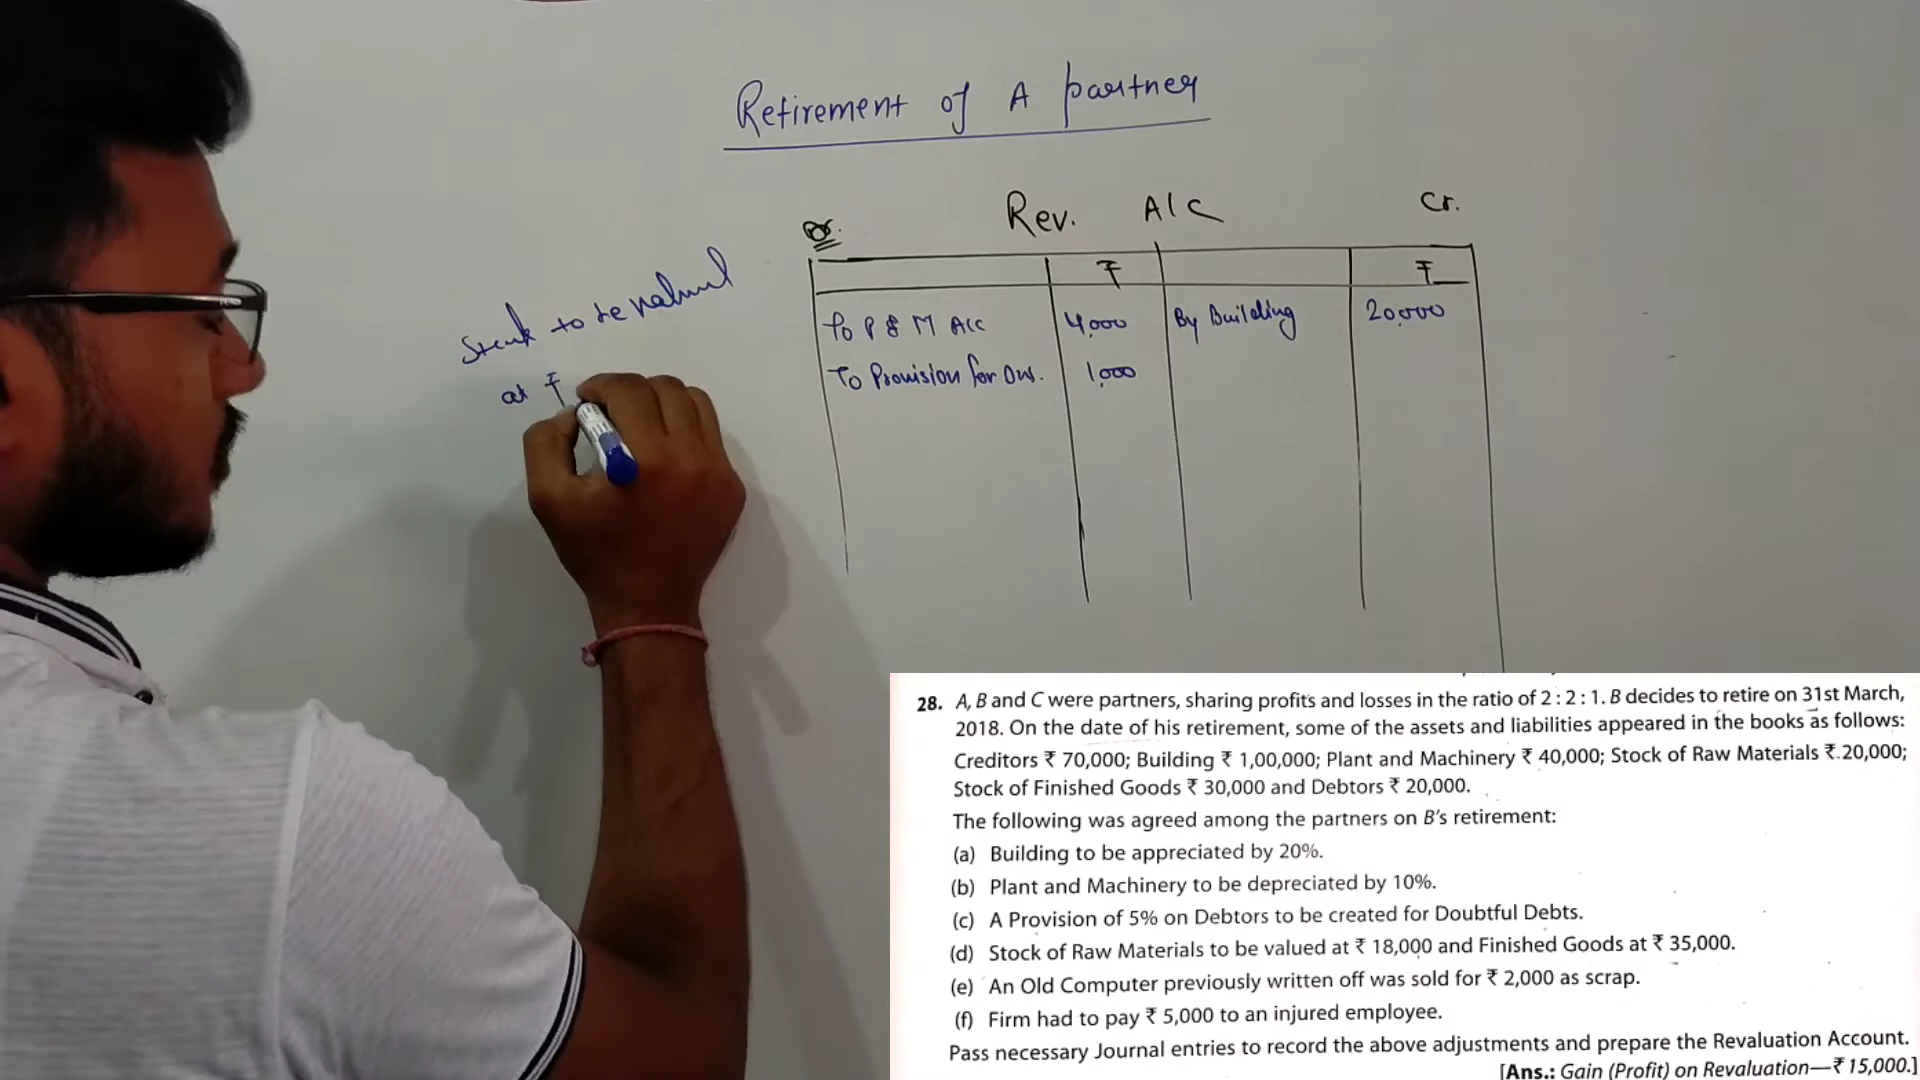 Retirement of A partner
Rev. A/C
Dr.
Cr.
₹
₹
To P & M A/c 4,000 By Building 20,000
To Provision for Dou. 1,000
Stock to be valued
at ₹
28. A, B and C were partners, sharing profits and losses in the ratio of 2 : 2 : 1. B decides to retire on 31st March,
2018. On the date of his retirement, some of the assets and liabilities appeared in the books as follows:
Creditors ₹ 70,000; Building ₹ 1,00,000; Plant and Machinery ₹ 40,000; Stock of Raw Materials ₹ 20,000;
Stock of Finished Goods ₹ 30,000 and Debtors ₹ 20,000.
The following was agreed among the partners on B's retirement:
(a) Building to be appreciated by 20%.
(b) Plant and Machinery to be depreciated by 10%.
(c) A Provision of 5% on Debtors to be created for Doubtful Debts.
(d) Stock of Raw Materials to be valued at ₹ 18,000 and Finished Goods at ₹ 35,000.
(e) An Old Computer previously written off was sold for ₹ 2,000 as scrap.
(f) Firm had to pay ₹ 5,000 to an injured employee.
Pass necessary Journal entries to record the above adjustments and prepare the Revaluation Account.
[Ans.: Gain (Profit) on Revaluation—₹ 15,000.]